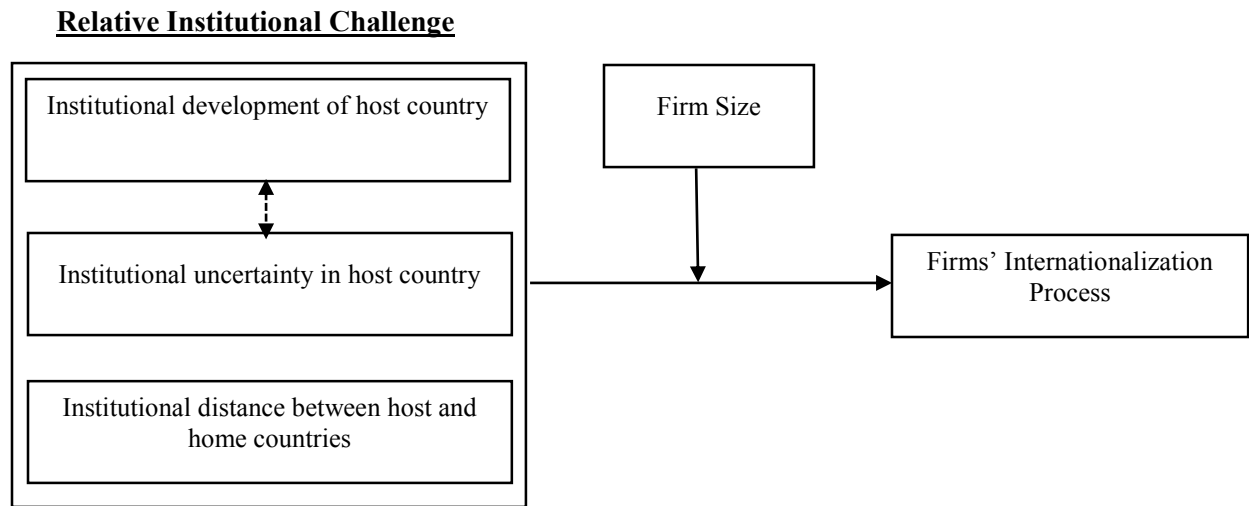 Relative Institutional Challenge
Institutional development of host country
Institutional uncertainty in host country
Institutional distance between host and
home countries
Firm Size
Firms’ Internationalization
Process